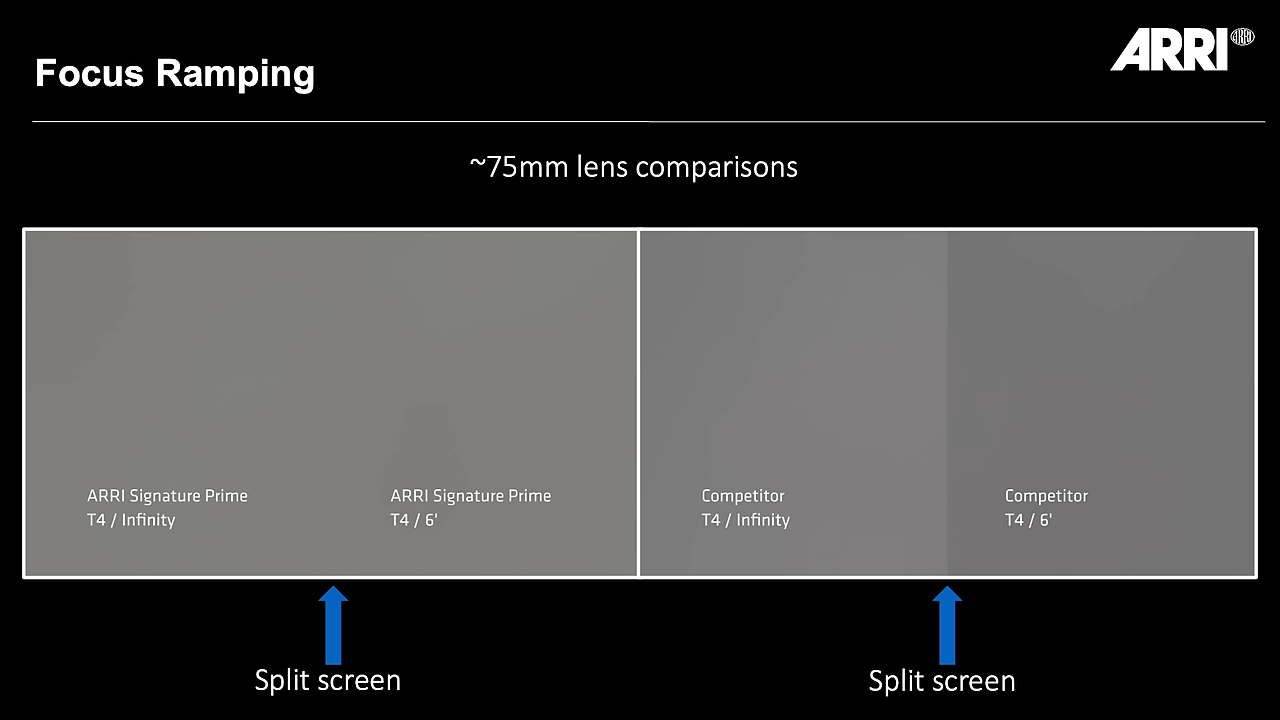 ARRI
ARRI
Focus Ramping
~75mm lens comparisons
ARRI Signature Prime
T4 / Infinity
ARRI Signature Prime
T4 / 6'
Competitor
T4 / Infinity
Competitor
T4 / 6'
Split screen
Split screen